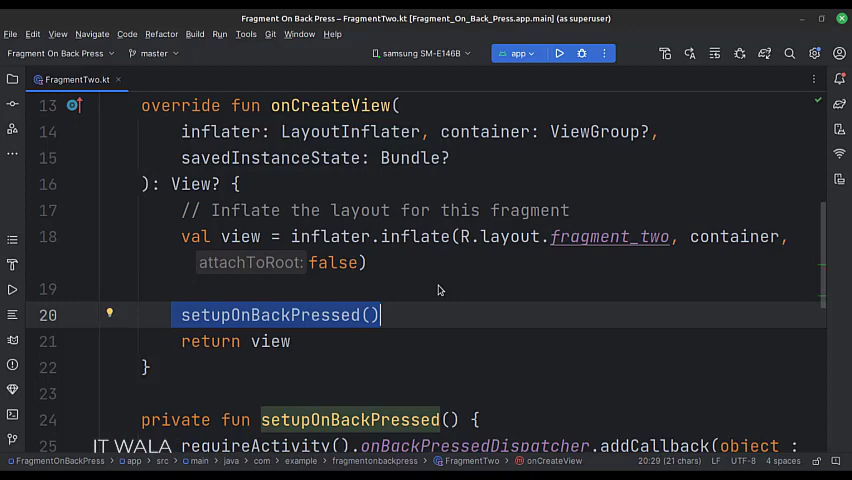 Fragment On Back Press – FragmentTwo.kt [Fragment_On_Back_Press.app.main] (as superuser)
File Edit View Navigate Code Refactor Build Run Tools Git Window Help
Fragment On Back Press master samsung SM-E146B app
FragmentTwo.kt
13 override fun onCreateView(
14 inflater: LayoutInflater, container: ViewGroup?,
15 savedInstanceState: Bundle?
16 ): View? {
17 // Inflate the layout for this fragment
18 val view = inflater.inflate(R.layout.fragment_two, container,
attachToRoot: false)
19
20 setupOnBackPressed()
21 return view
22 }
23
24 private fun setupOnBackPressed() {
25 requireActivity().onBackPressedDispatcher.addCallback(object :
IT WALA
FragmentOnBackPress > app > src > main > java > com > example > fragmentonbackpress > FragmentTwo > onCreateView 20:29 (21 chars) LF UTF-8 4 spaces